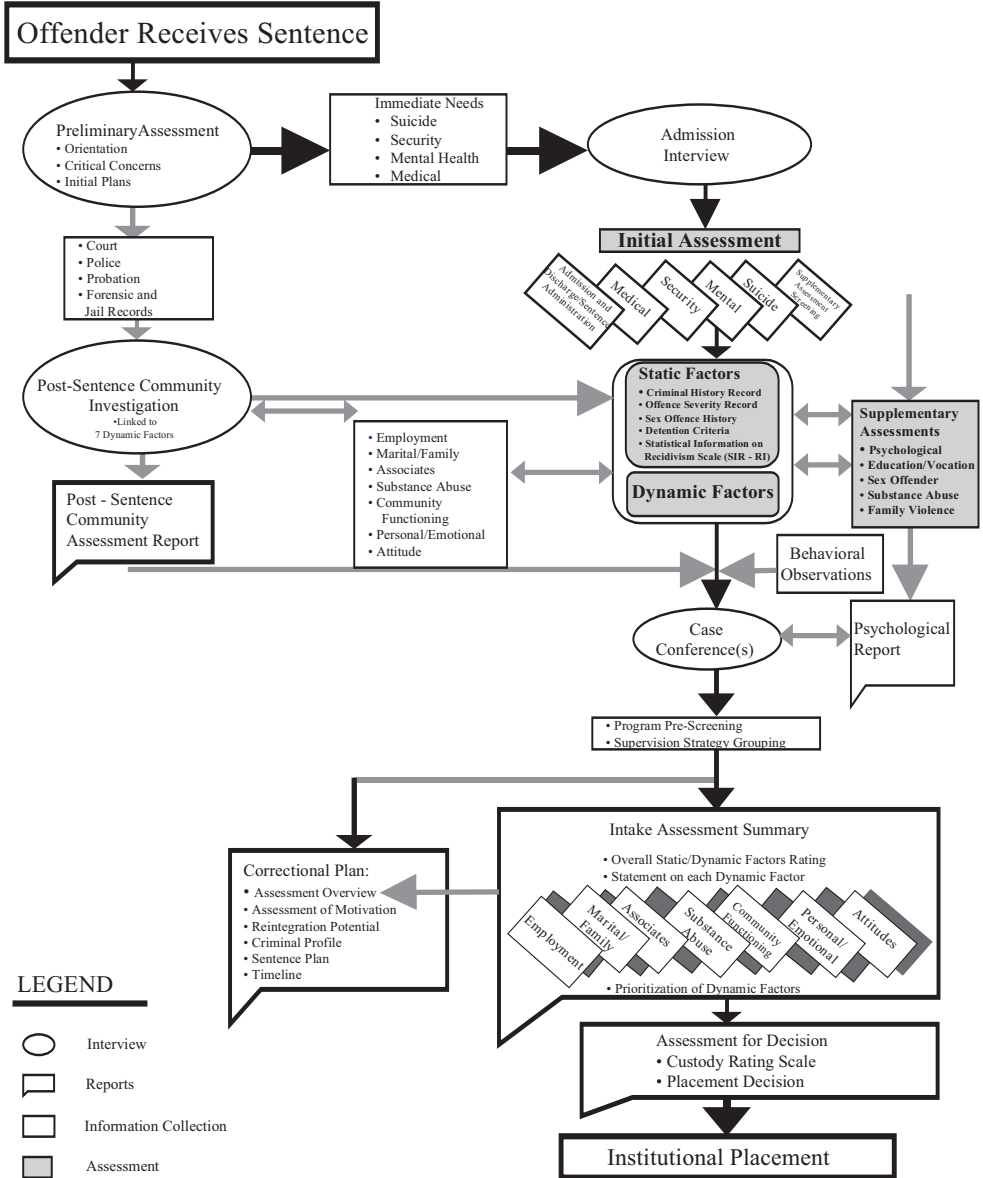 Offender Receives Sentence
PreliminaryAssessment
• Orientation
• Critical Concerns
• Initial Plans
Immediate Needs
• Suicide
• Security
• Mental Health
• Medical
Admission
Interview
Initial Assessment
Admission and
Discharge/Sentence
Administration
Medical
Security
Mental
Suicide
Supplementary
Assessment
Screening
• Court
• Police
• Probation
• Forensic and
Jail Records
Post-Sentence Community
Investigation
•Linked to
7 Dynamic Factors
Static Factors
• Criminal History Record
• Offence Severity Record
• Sex Offence History
• Detention Criteria
• Statistical Information on
Recidivism Scale (SIR - RI)
Dynamic Factors
Supplementary
Assessments
• Psychological
• Education/Vocation
• Sex Offender
• Substance Abuse
• Family Violence
• Employment
• Marital/Family
• Associates
• Substance Abuse
• Community
Functioning
• Personal/Emotional
• Attitude
Post - Sentence
Community
Assessment Report
Behavioral
Observations
Case
Conference(s)
Psychological
Report
• Program Pre-Screening
• Supervision Strategy Grouping
Correctional Plan:
• Assessment Overview
• Assessment of Motivation
• Reintegration Potential
• Criminal Profile
• Sentence Plan
• Timeline
Intake Assessment Summary
• Overall Static/Dynamic Factors Rating
• Statement on each Dynamic Factor
Employment
Marital/
Family
Associates
Substance
Abuse
Community
Functioning
Personal/
Emotional
Attitudes
• Prioritization of Dynamic Factors
Assessment for Decision
• Custody Rating Scale
• Placement Decision
Institutional Placement
LEGEND
Interview
Reports
Information Collection
Assessment